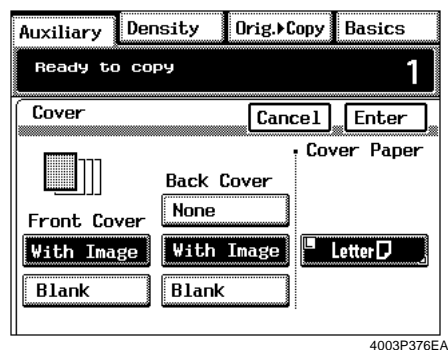 Auxiliary Density Orig.▸Copy Basics
Ready to copy 1
Cover Cancel Enter
Cover Paper
Back Cover
None
Front Cover
With Image With Image Letter
Blank Blank
4003P376EA